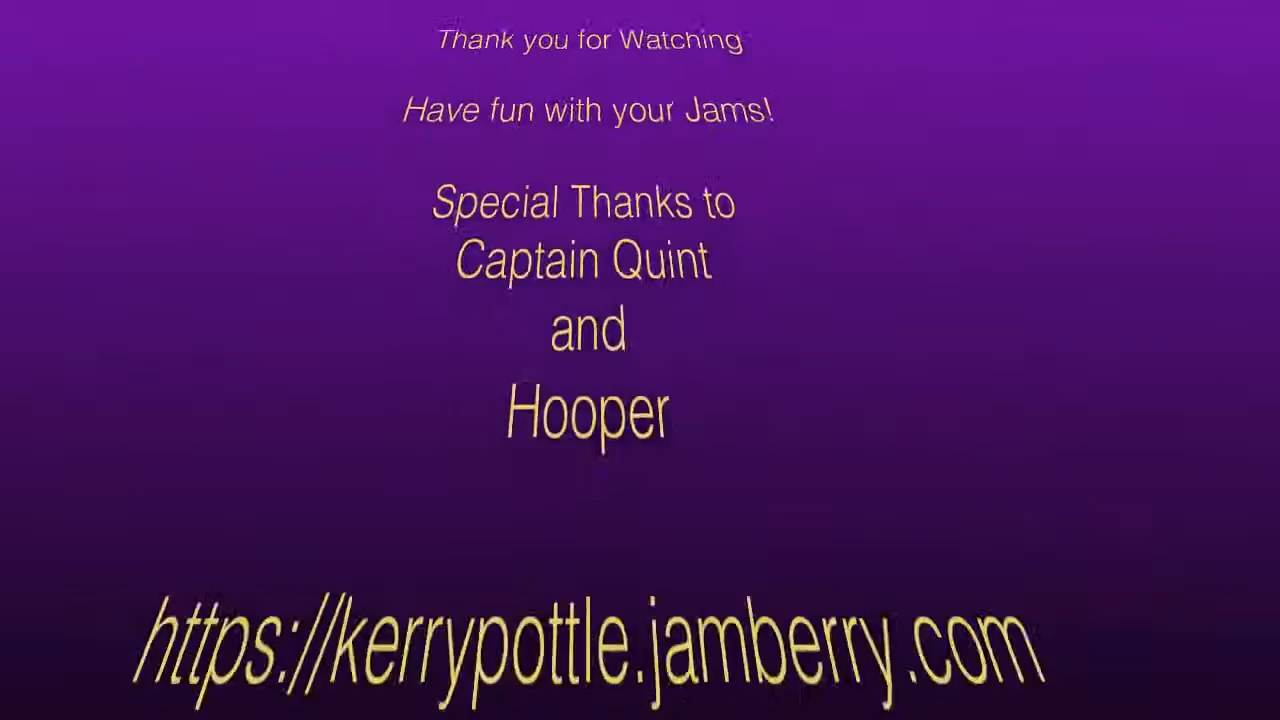 Thank you for Watching
Have fun with your Jams!
Special Thanks to
Captain Quint
and
Hooper
https://kerrypottle.jamberry.com